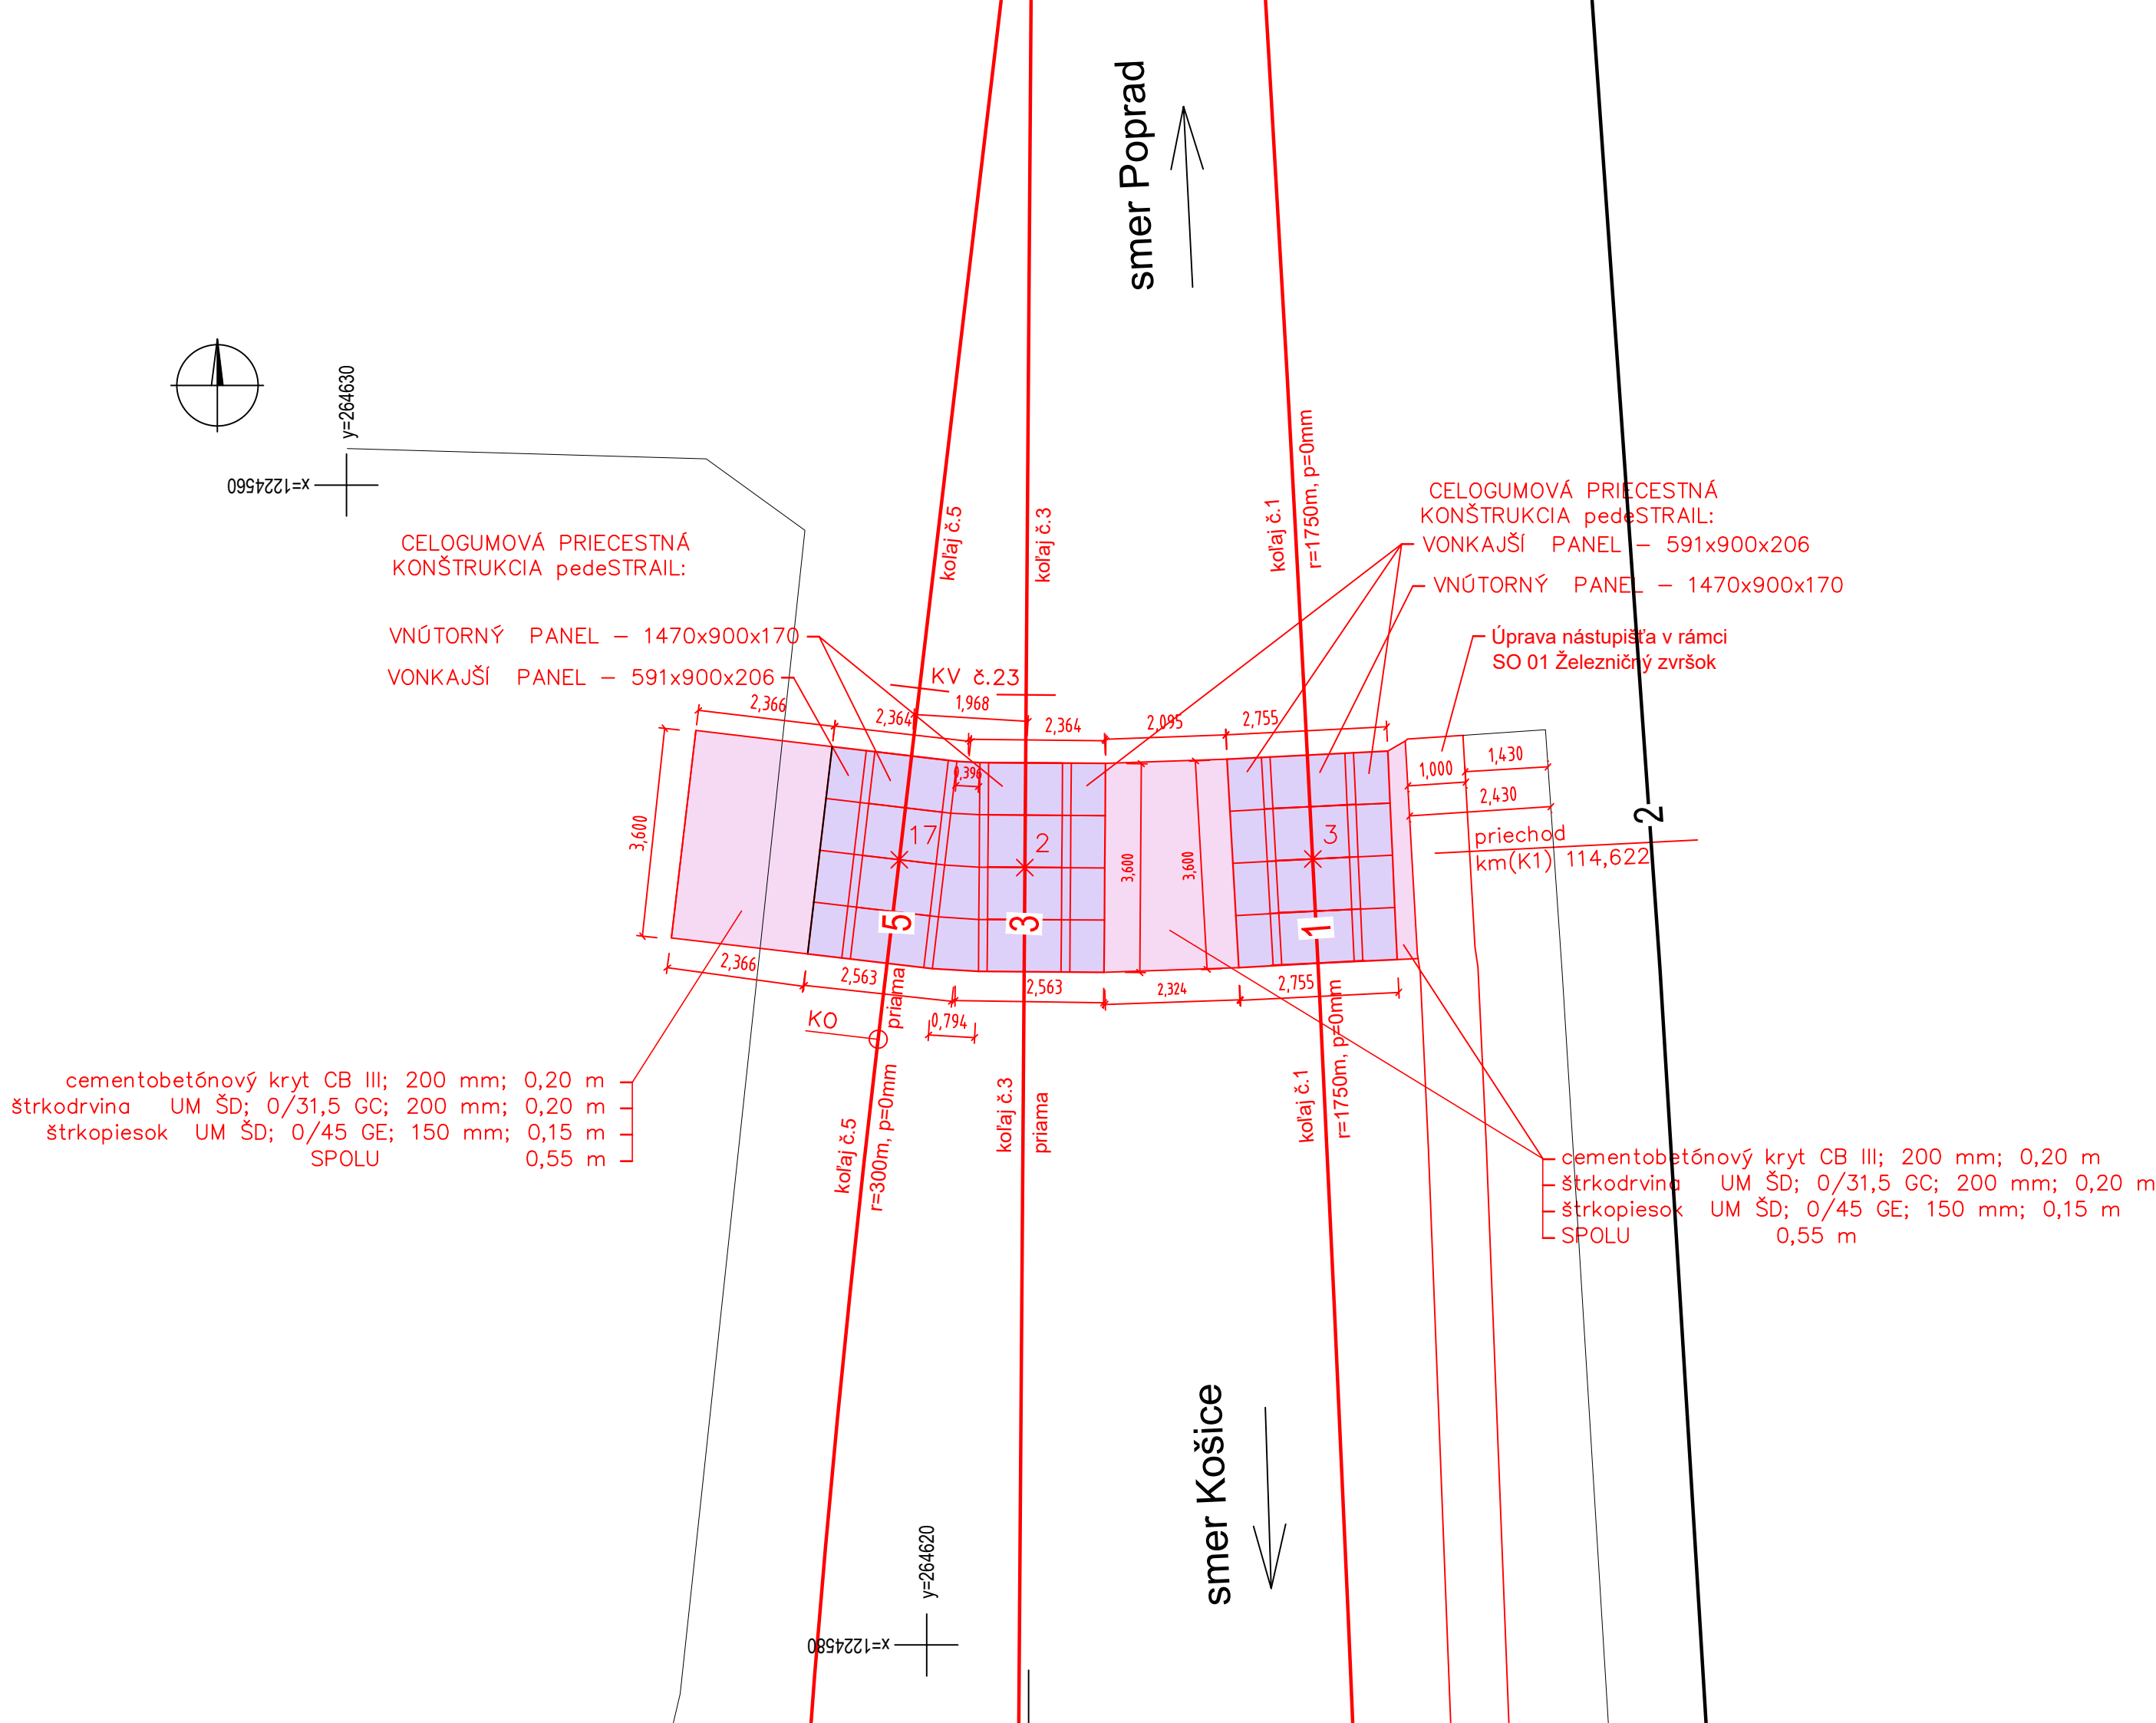 smer Poprad
y=264630
x=1224560
koľaj č.5
koľaj č.3
koľaj č.1
r=1750m, p=0mm
CELOGUMOVÁ PRIECESTNÁ
KONŠTRUKCIA pedeSTRAIL:
VNÚTORNÝ PANEL – 1470x900x170
VONKAJŠÍ PANEL – 591x900x206
CELOGUMOVÁ PRIECESTNÁ
KONŠTRUKCIA pedeSTRAIL:
VONKAJŠÍ PANEL – 591x900x206
VNÚTORNÝ PANEL – 1470x900x170
Úprava nástupišťa v rámci
SO 01 Železničný zvršok
KV č.23
1,968
2,366
2,364
2,364
2,095
2,755
0,396
1,000
1,430
2,430
3,600
3,600
3,600
17
2
3
2
priechod
km(K1) 114,622
5
3
1
2,366
2,563
2,563
2,324
2,755
0,794
KO
priama
r=300m, p=0mm
koľaj č.5
koľaj č.3
priama
koľaj č.1
r=1750m, p=0mm
cementobetónový kryt CB III; 200 mm; 0,20 m
štrkodrvina UM ŠD; 0/31,5 GC; 200 mm; 0,20 m
štrkopiesok UM ŠD; 0/45 GE; 150 mm; 0,15 m
SPOLU 0,55 m
cementobetónový kryt CB III; 200 mm; 0,20 m
štrkodrvina UM ŠD; 0/31,5 GC; 200 mm; 0,20 m
štrkopiesok UM ŠD; 0/45 GE; 150 mm; 0,15 m
SPOLU 0,55 m
smer Košice
y=264620
x=1224580